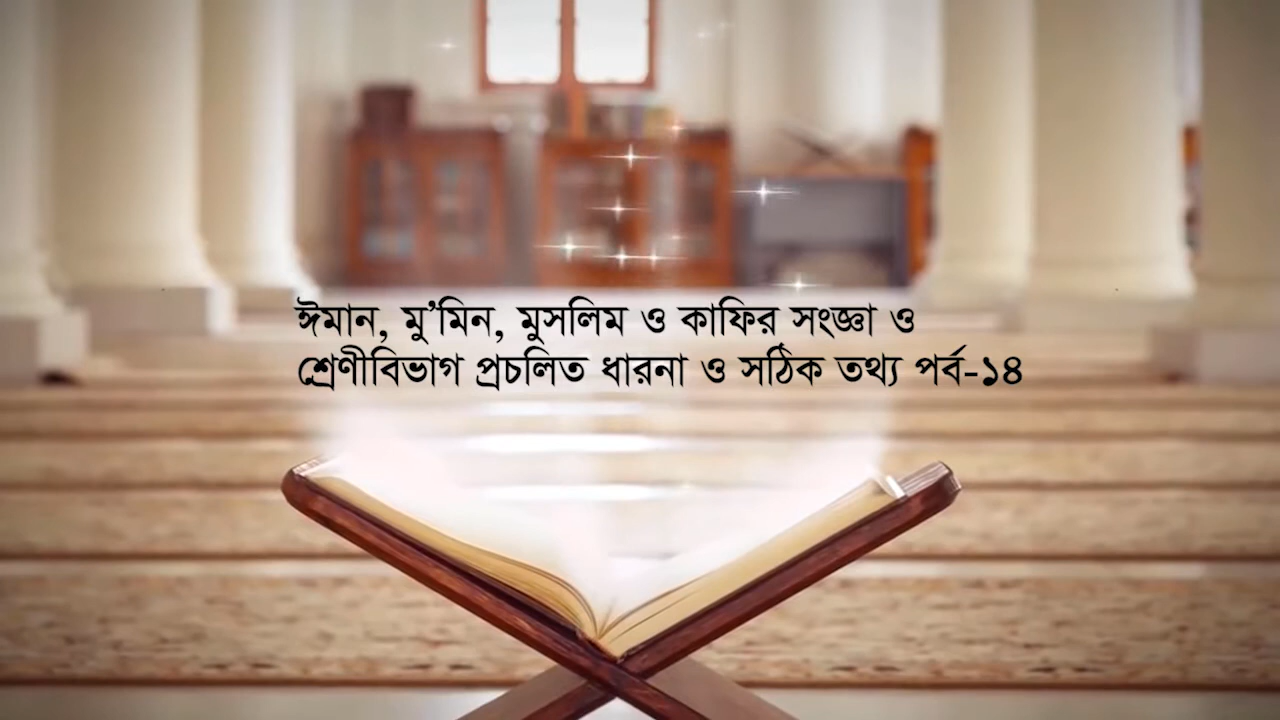 ঈমান, মু’মিন, মুসলিম ও কাফির সংজ্ঞা ও
শ্রেণীবিভাগ প্রচলিত ধারনা ও সঠিক তথ্য পর্ব-১৪